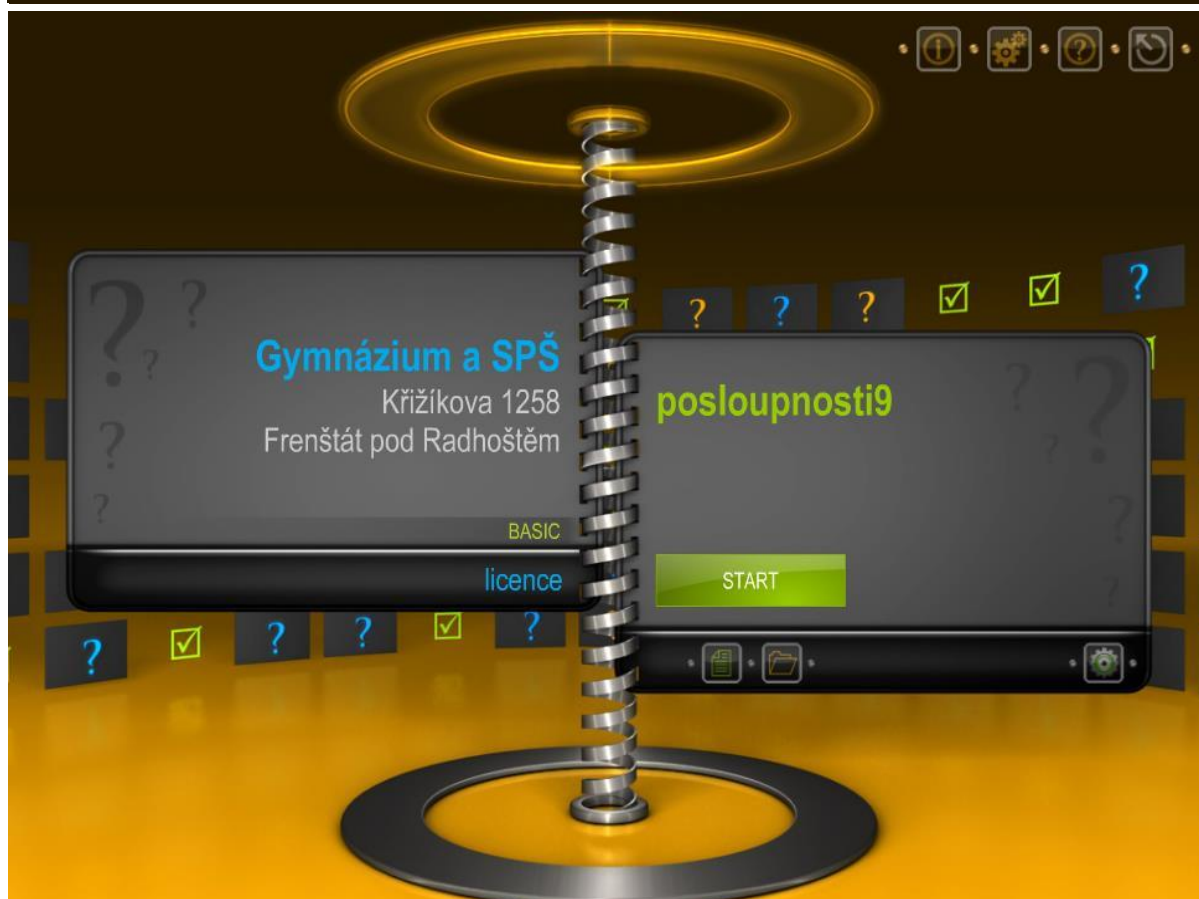 Gymnázium a SPŠ
Křižíkova 1258
Frenštát pod Radhoštěm
BASIC
licence
posloupnosti9
START